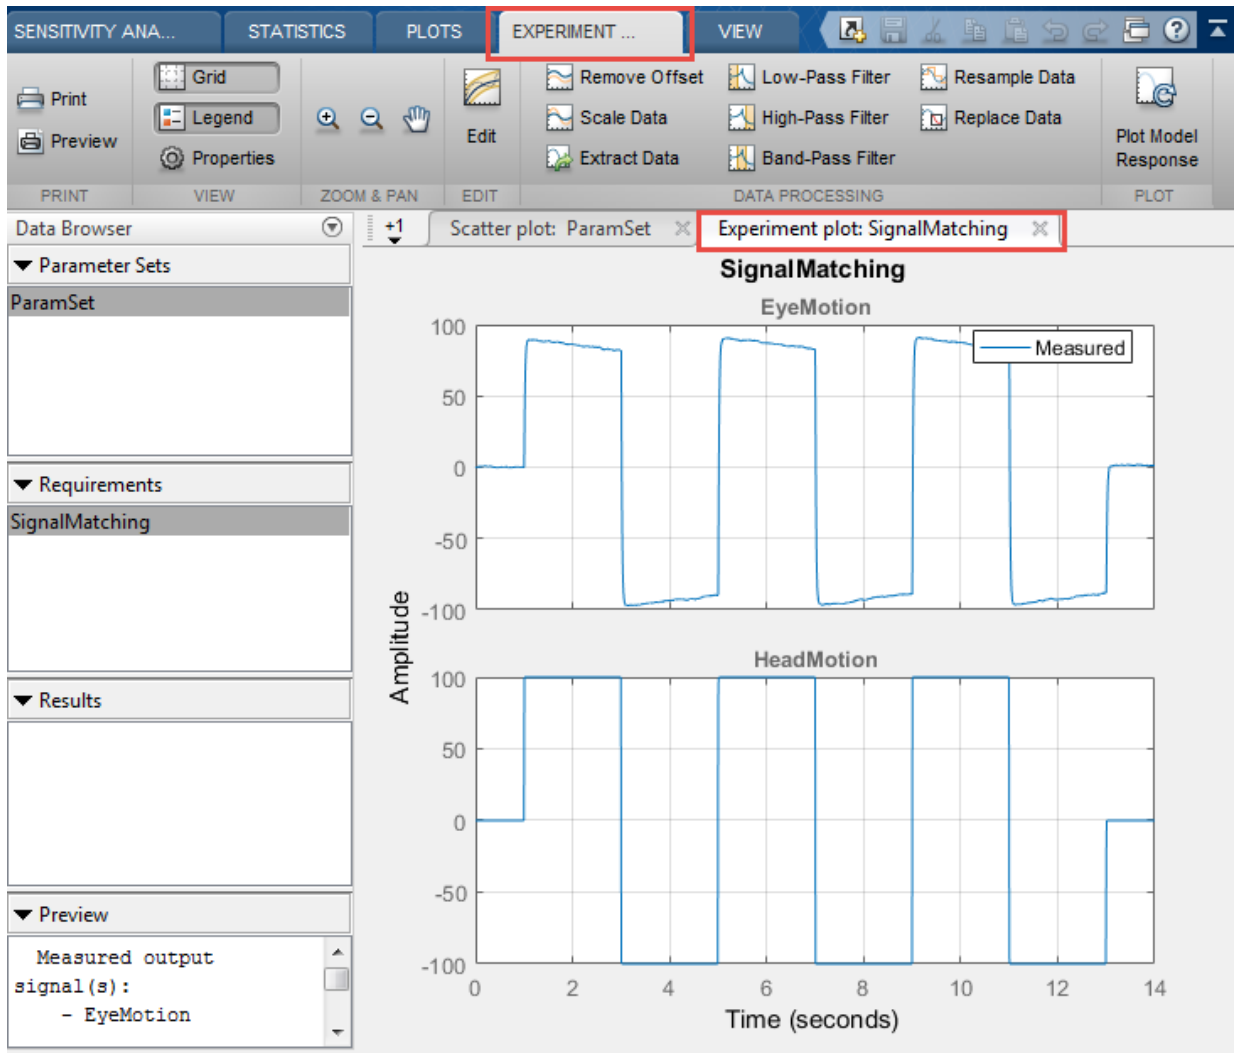 SENSITIVITY ANA...
STATISTICS
PLOTS
EXPERIMENT ...
VIEW
Print
Preview
PRINT
Grid
Legend
Properties
VIEW
ZOOM & PAN
Edit
EDIT
Remove Offset
Scale Data
Extract Data
Low-Pass Filter
High-Pass Filter
Band-Pass Filter
Resample Data
Replace Data
DATA PROCESSING
Plot Model
Response
PLOT
Data Browser
Parameter Sets
ParamSet
Requirements
SignalMatching
Results
Preview
Measured output
signal(s):
- EyeMotion
+1
Scatter plot: ParamSet
Experiment plot: SignalMatching
SignalMatching
EyeMotion
Measured
100
50
0
-50
-100
Amplitude
HeadMotion
100
50
0
-50
-100
0 2 4 6 8 10 12 14
Time (seconds)